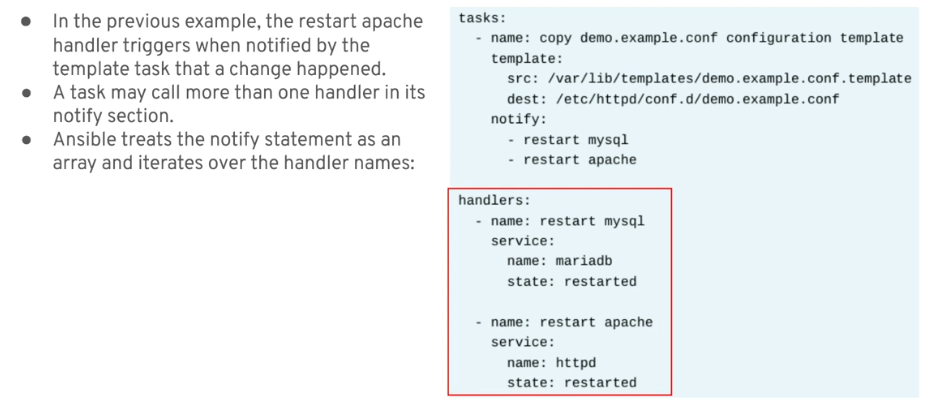 ● In the previous example, the restart apache
handler triggers when notified by the
template task that a change happened.
● A task may call more than one handler in its
notify section.
● Ansible treats the notify statement as an
array and iterates over the handler names:
tasks:
  - name: copy demo.example.conf configuration template
    template:
      src: /var/lib/templates/demo.example.conf.template
      dest: /etc/httpd/conf.d/demo.example.conf
    notify:
      - restart mysql
      - restart apache
handlers:
  - name: restart mysql
    service:
      name: mariadb
      state: restarted
  - name: restart apache
    service:
      name: httpd
      state: restarted